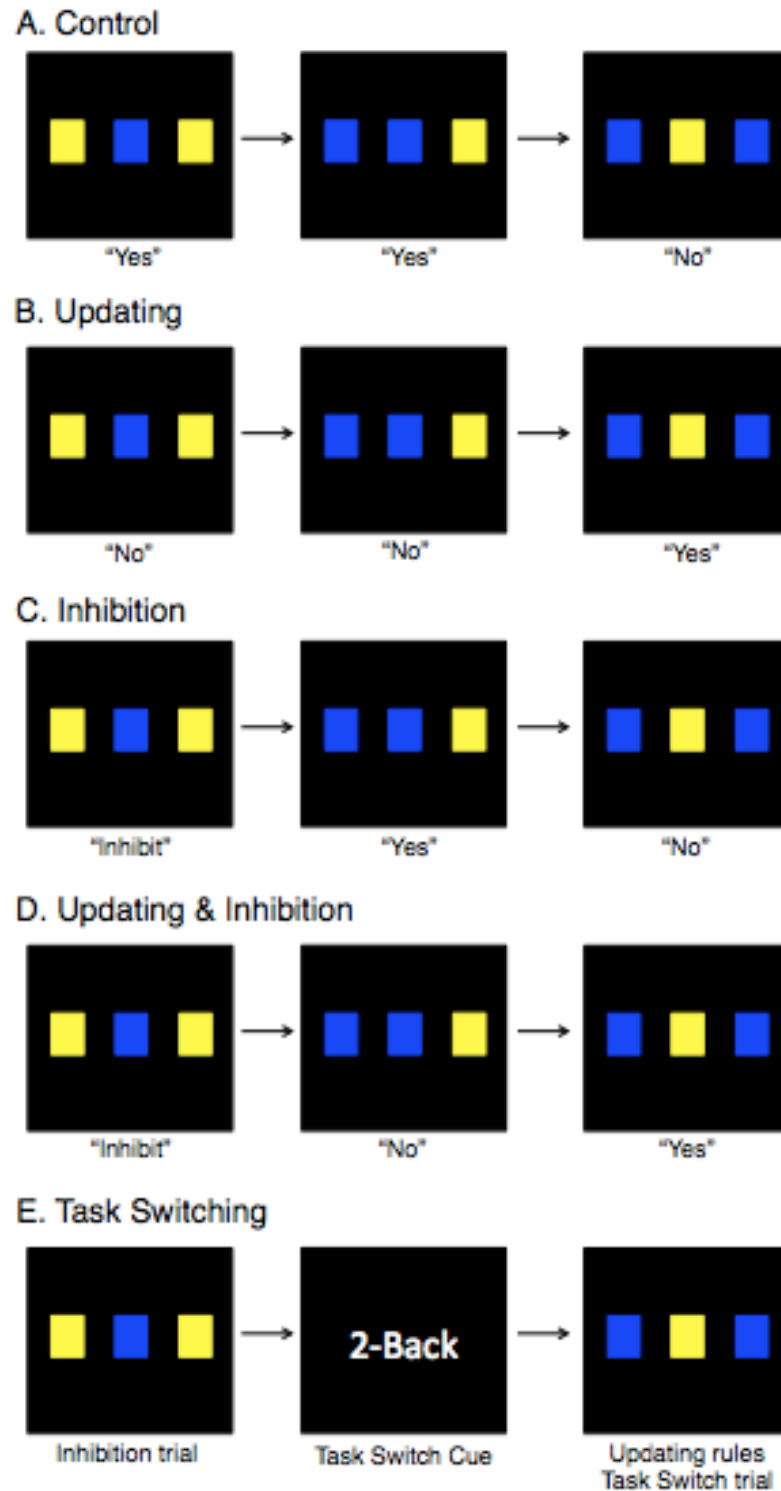 A. Control
“Yes” “Yes” “No”
B. Updating
“No” “No” “Yes”
C. Inhibition
“Inhibit” “Yes” “No”
D. Updating & Inhibition
“Inhibit” “No” “Yes”
E. Task Switching
2-Back
Inhibition trial Task Switch Cue Updating rules
Task Switch trial